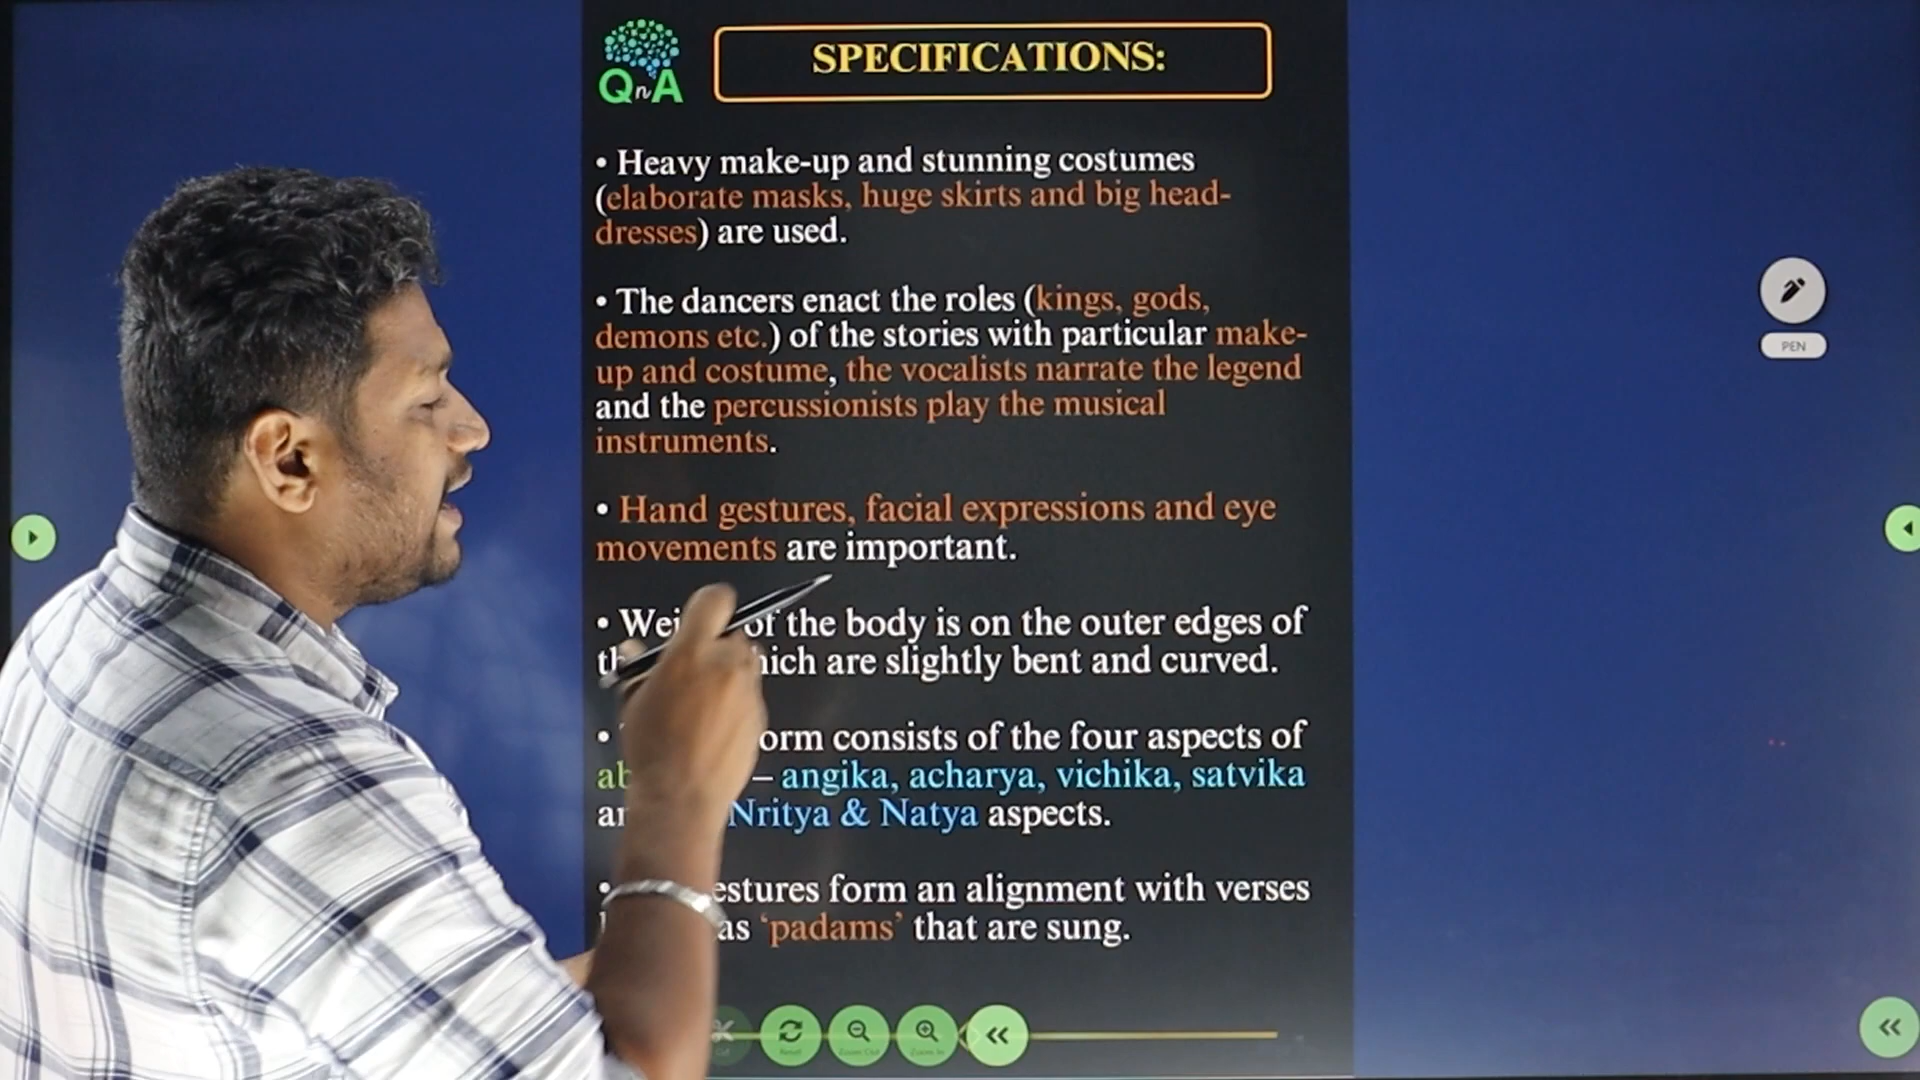 QnA
SPECIFICATIONS:
• Heavy make-up and stunning costumes
(elaborate masks, huge skirts and big head-
dresses) are used.
• The dancers enact the roles (kings, gods,
demons etc.) of the stories with particular make-
up and costume, the vocalists narrate the legend
and the percussionists play the musical
instruments.
• Hand gestures, facial expressions and eye
movements are important.
• of the body is on the outer edges of
are slightly bent and curved.
• consists of the four aspects of
– angika, acharya, vichika, satvika
Nritya & Natya aspects.
• form an alignment with verses
as ‘padams’ that are sung.
PEN
Reset
Zoom Out
Zoom In